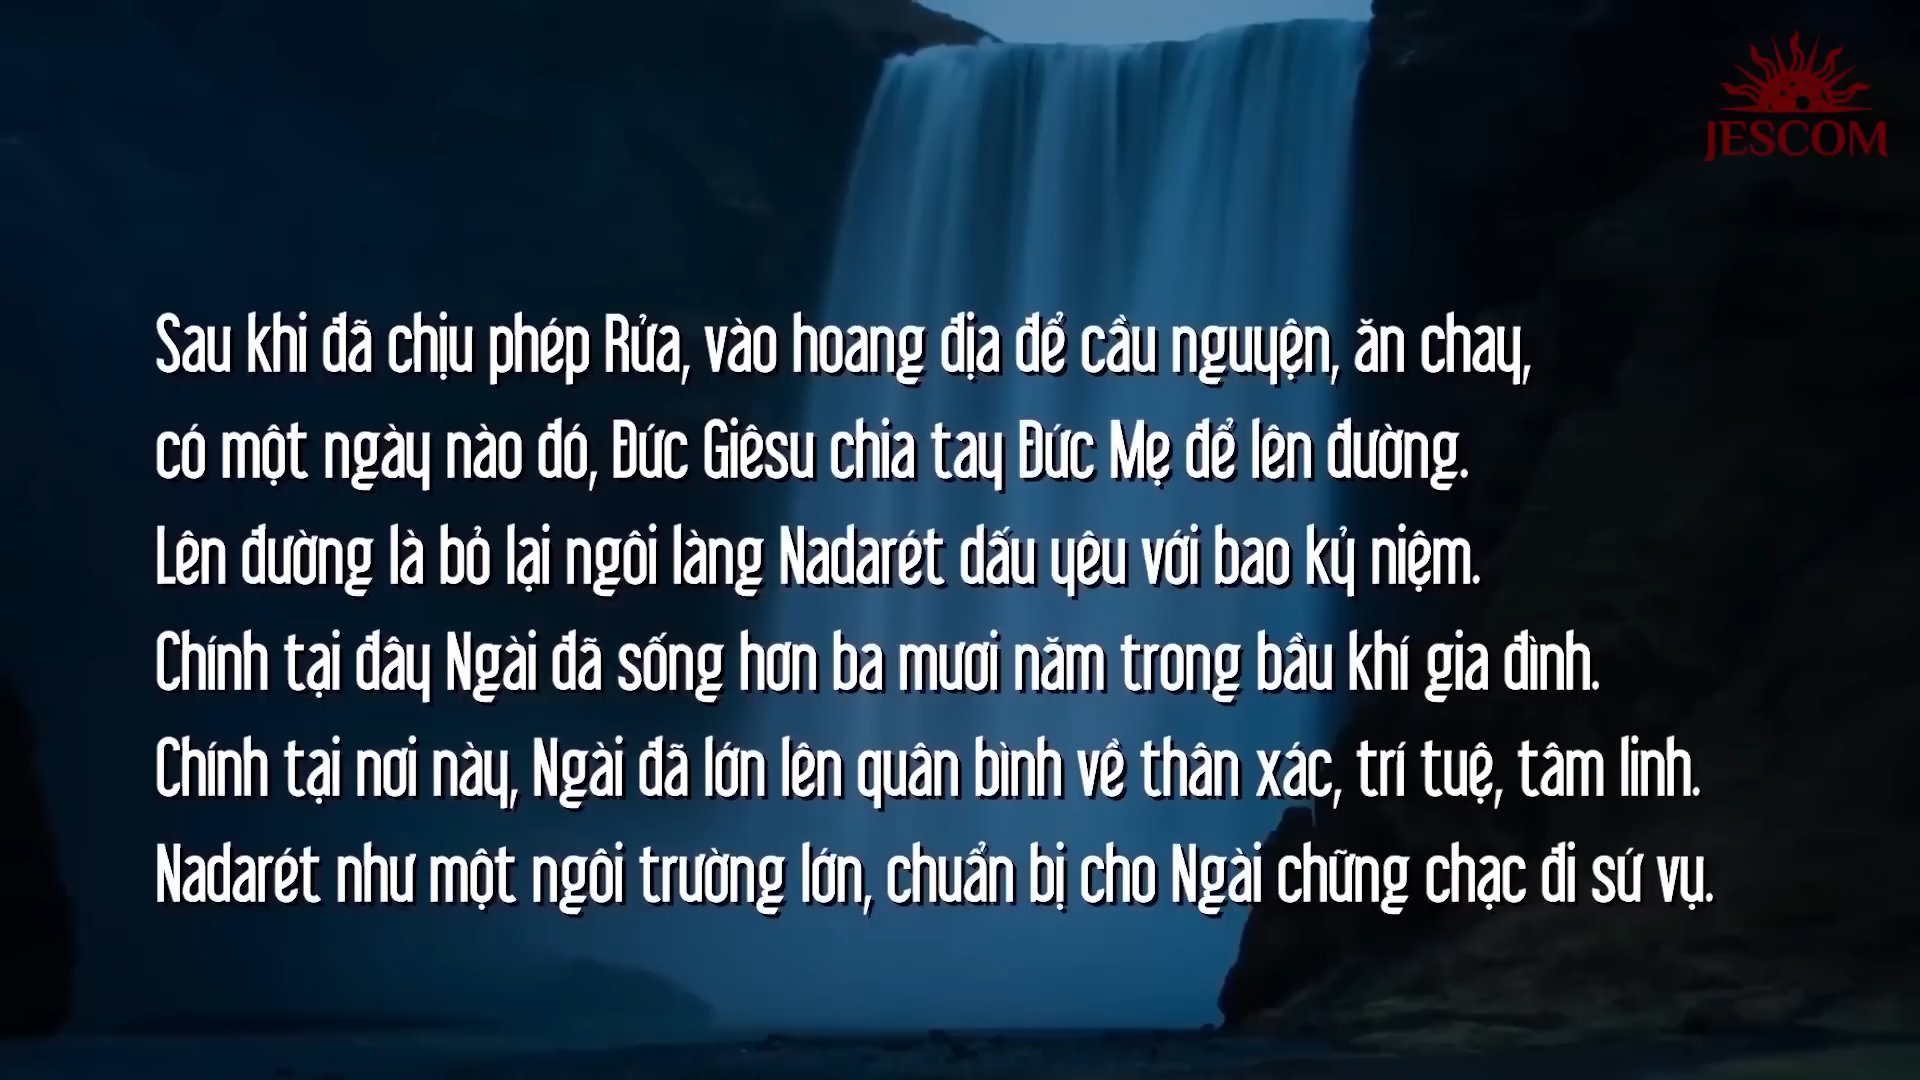 JESCOM
Sau khi đã chịu phép Rửa, vào hoang địa để cầu nguyện, ăn chay,
có một ngày nào đó, Đức Giêsu chia tay Đức Mẹ để lên đường.
Lên đường là bỏ lại ngôi làng Nadarét dấu yêu với bao kỷ niệm.
Chính tại đây Ngài đã sống hơn ba mươi năm trong bầu khí gia đình.
Chính tại nơi này, Ngài đã lớn lên quân bình về thân xác, trí tuệ, tâm linh.
Nadarét như một ngôi trường lớn, chuẩn bị cho Ngài chững chạc đi sứ vụ.